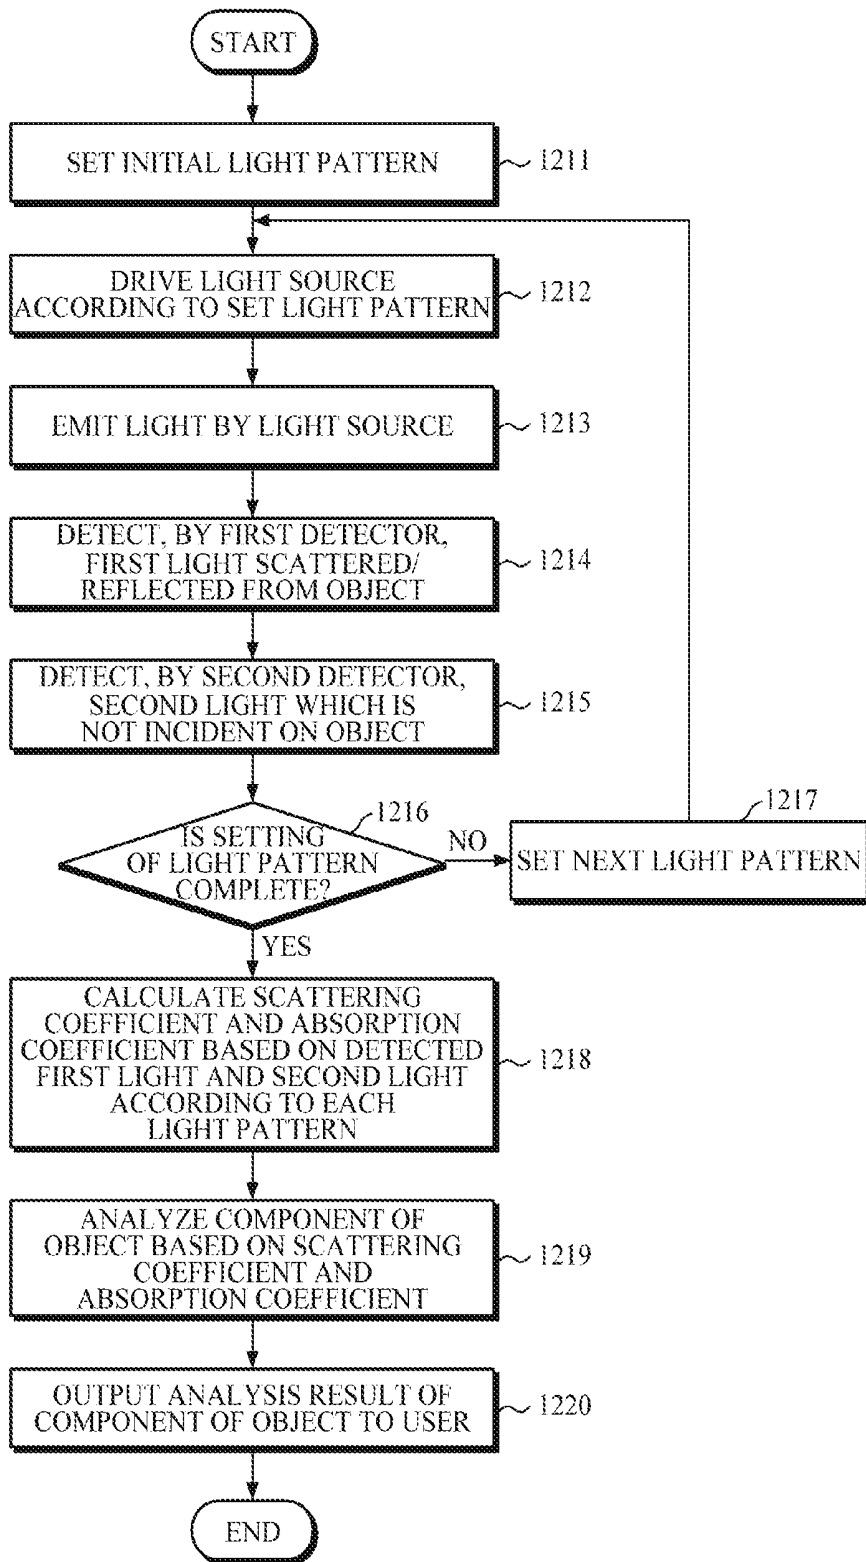 START
SET INITIAL LIGHT PATTERN
1211
DRIVE LIGHT SOURCE
ACCORDING TO SET LIGHT PATTERN
1212
EMIT LIGHT BY LIGHT SOURCE
1213
DETECT, BY FIRST DETECTOR,
FIRST LIGHT SCATTERED/
REFLECTED FROM OBJECT
1214
DETECT, BY SECOND DETECTOR,
SECOND LIGHT WHICH IS
NOT INCIDENT ON OBJECT
1215
1216
IS SETTING
OF LIGHT PATTERN
COMPLETE?
NO
1217
SET NEXT LIGHT PATTERN
YES
CALCULATE SCATTERING
COEFFICIENT AND ABSORPTION
COEFFICIENT BASED ON DETECTED
FIRST LIGHT AND SECOND LIGHT
ACCORDING TO EACH
LIGHT PATTERN
1218
ANALYZE COMPONENT OF
OBJECT BASED ON SCATTERING
COEFFICIENT AND
ABSORPTION COEFFICIENT
1219
OUTPUT ANALYSIS RESULT OF
COMPONENT OF OBJECT TO USER
1220
END